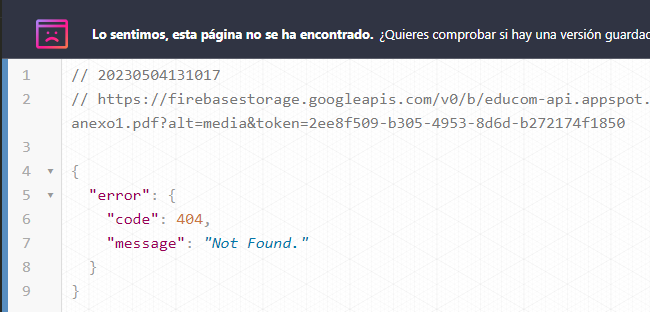 Lo sentimos, esta página no se ha encontrado. ¿Quieres comprobar si hay una versión
1 // 20230504131017
2 // https://firebasestorage.googleapis.com/v0/b/educom-api.appspot.
anexo1.pdf?alt=media&token=2ee8f509-b305-4953-8d6d-b272174f1850
3
4 {
5 "error": {
6 "code": 404,
7 "message": "Not Found."
8 }
9 }